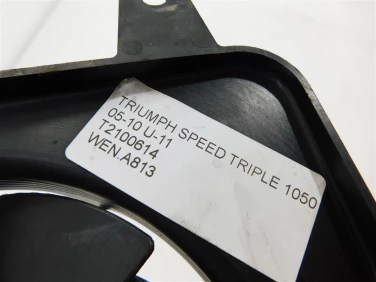 TRIUMPH SPEED TRIPLE 1050
05-10 U-11
T2100614
WEN.A813